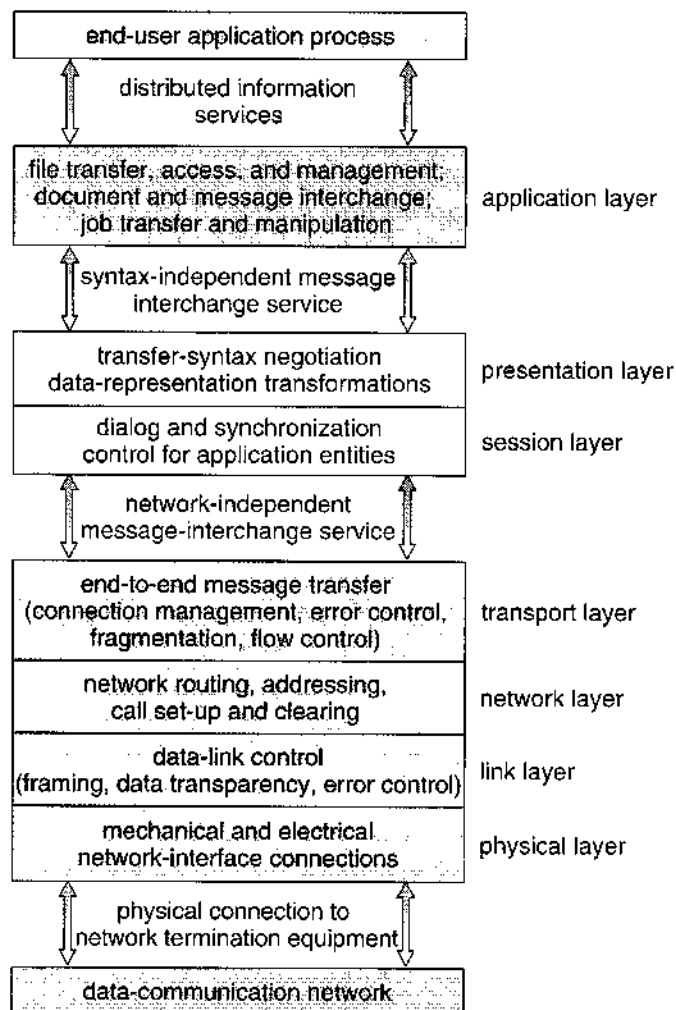 end-user application process
distributed information
services
file transfer, access, and management;
document and message interchange;
job transfer and manipulation
application layer
syntax-independent message
interchange service
transfer-syntax negotiation
data-representation transformations
presentation layer
dialog and synchronization
control for application entities
session layer
network-independent
message-interchange service
end-to-end message transfer
(connection management, error control,
fragmentation, flow control)
transport layer
network routing, addressing,
call set-up and clearing
network layer
data-link control
(framing, data transparency, error control)
link layer
mechanical and electrical
network-interface connections
physical layer
physical connection to
network termination equipment
data-communication network